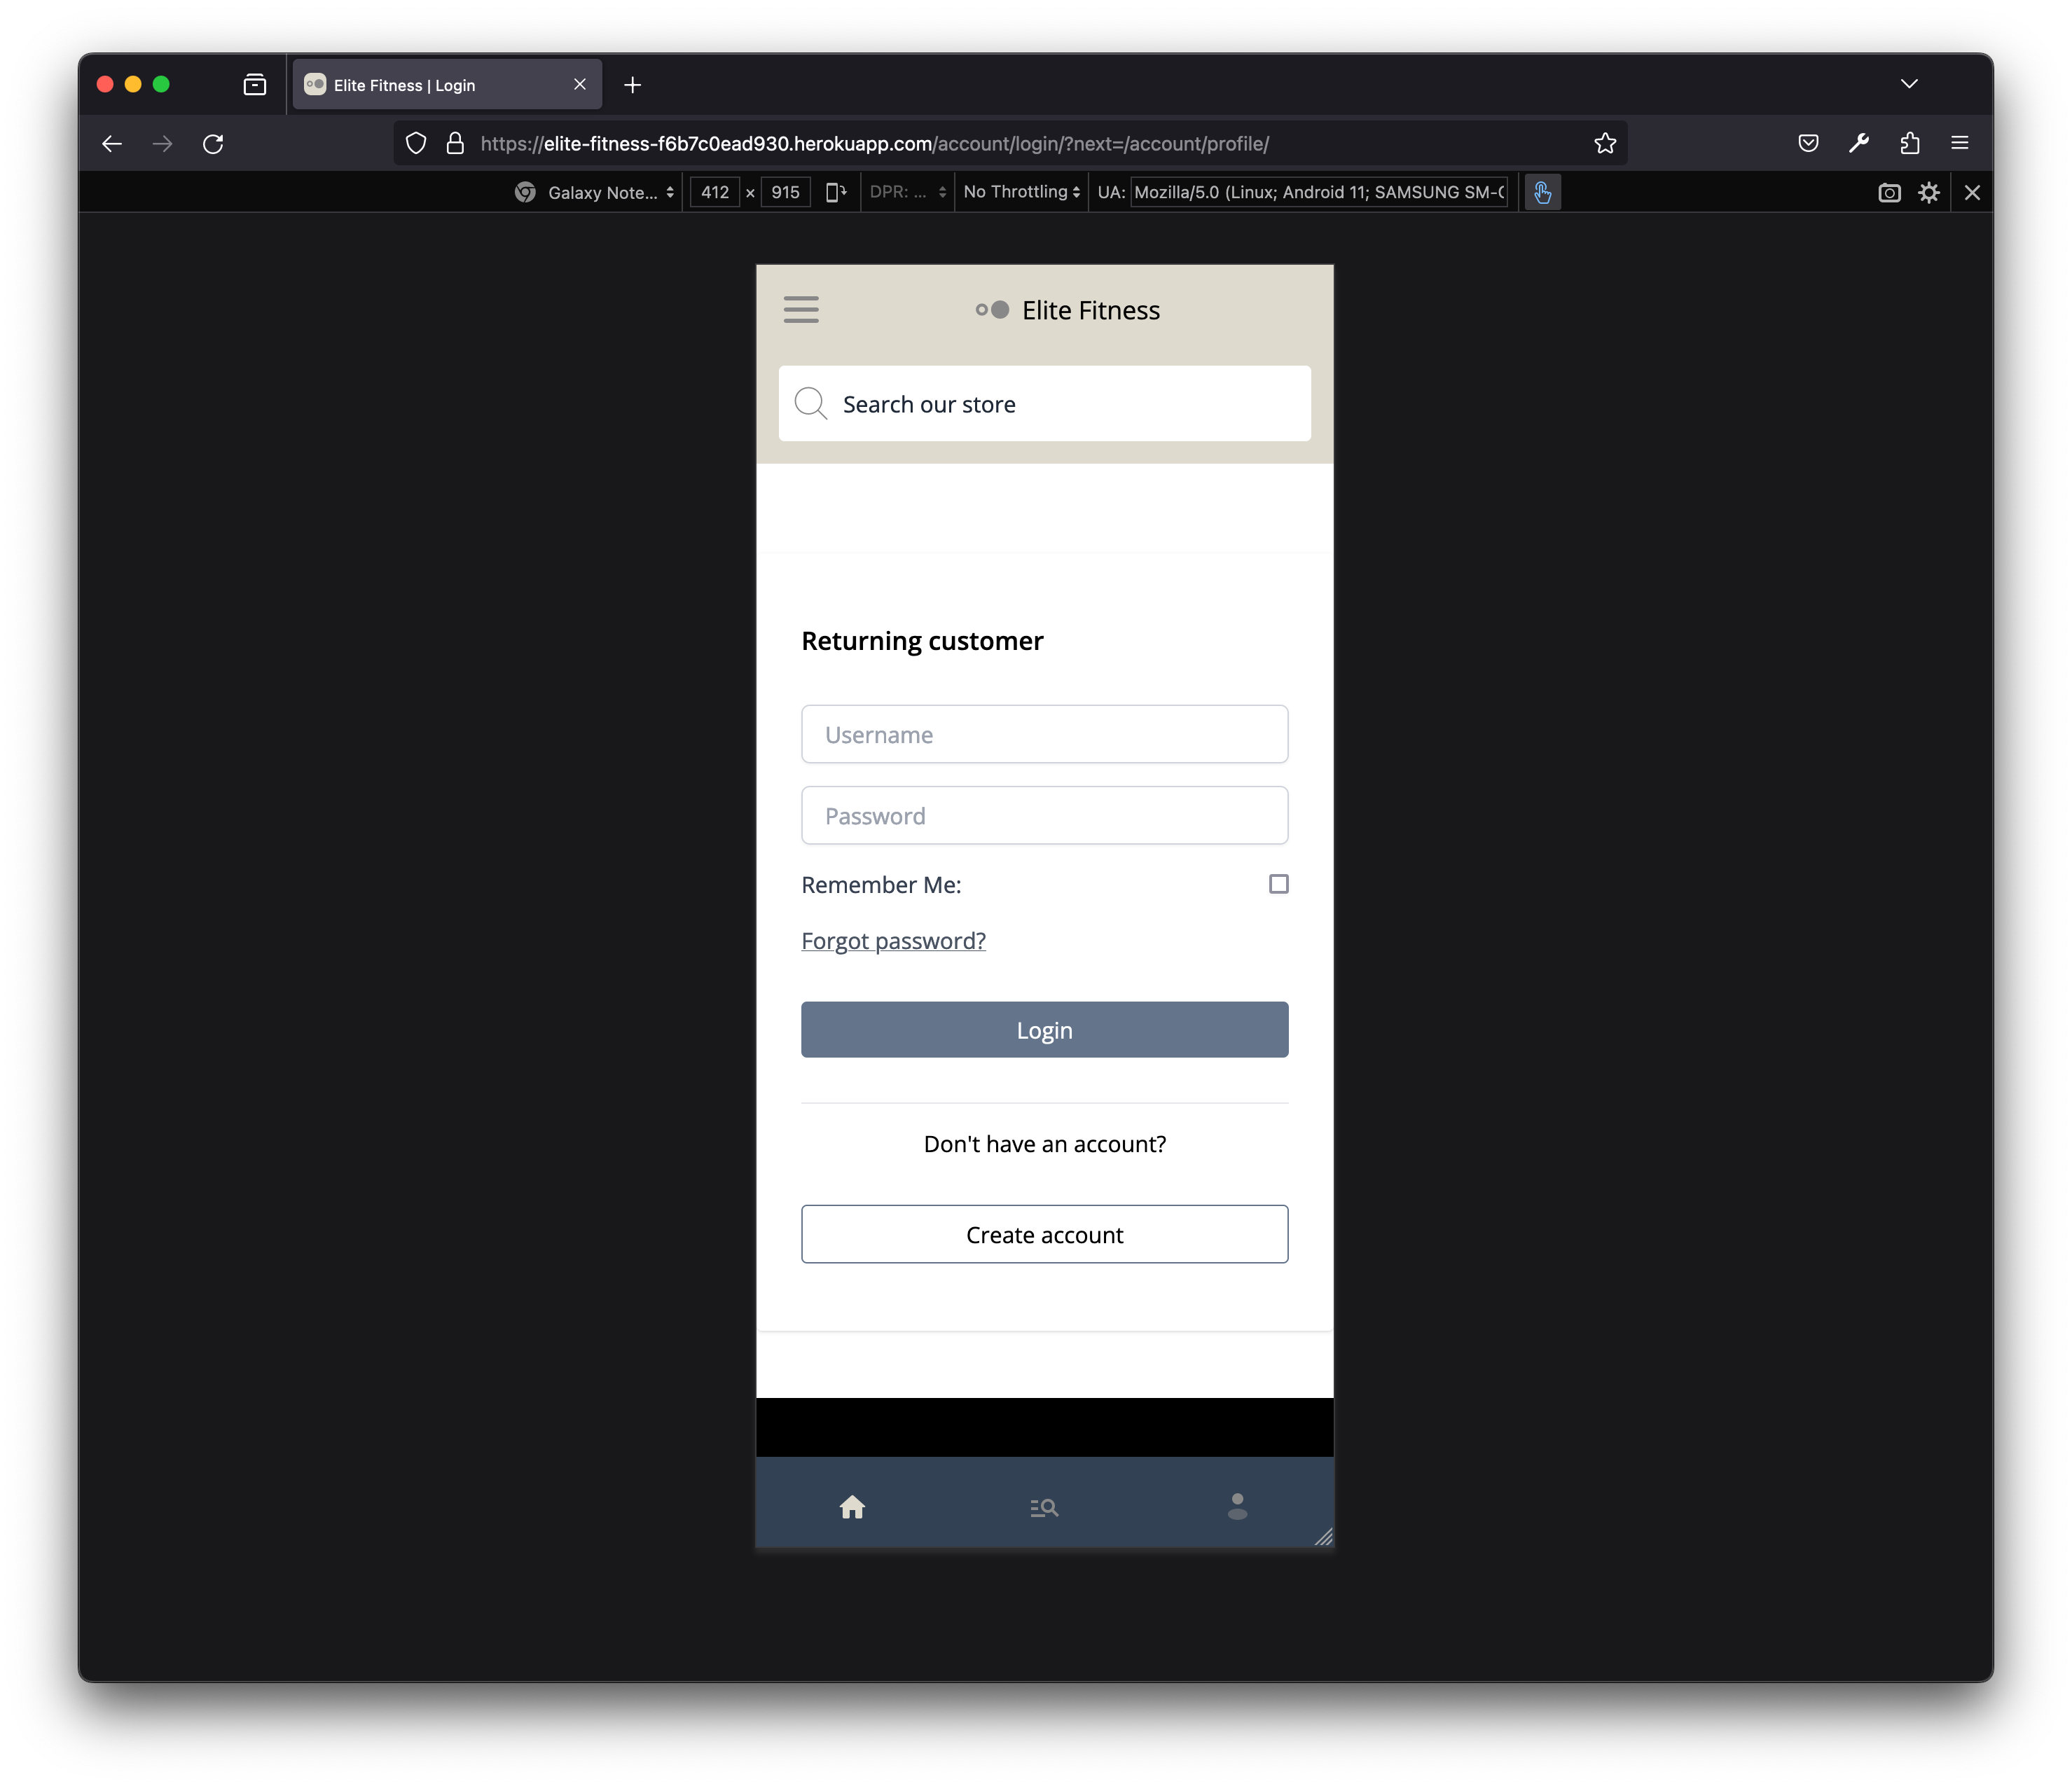 Elite Fitness | Login
https://elite-fitness-f6b7c0ead930.herokuapp.com/account/login/?next=/account/profile/
Galaxy Note... 412 × 915 DPR: ... No Throttling UA: Mozilla/5.0 (Linux; Android 11; SAMSUNG SM-G
Elite Fitness
Search our store
Returning customer
Username
Password
Remember Me:
Forgot password?
Login
Don't have an account?
Create account